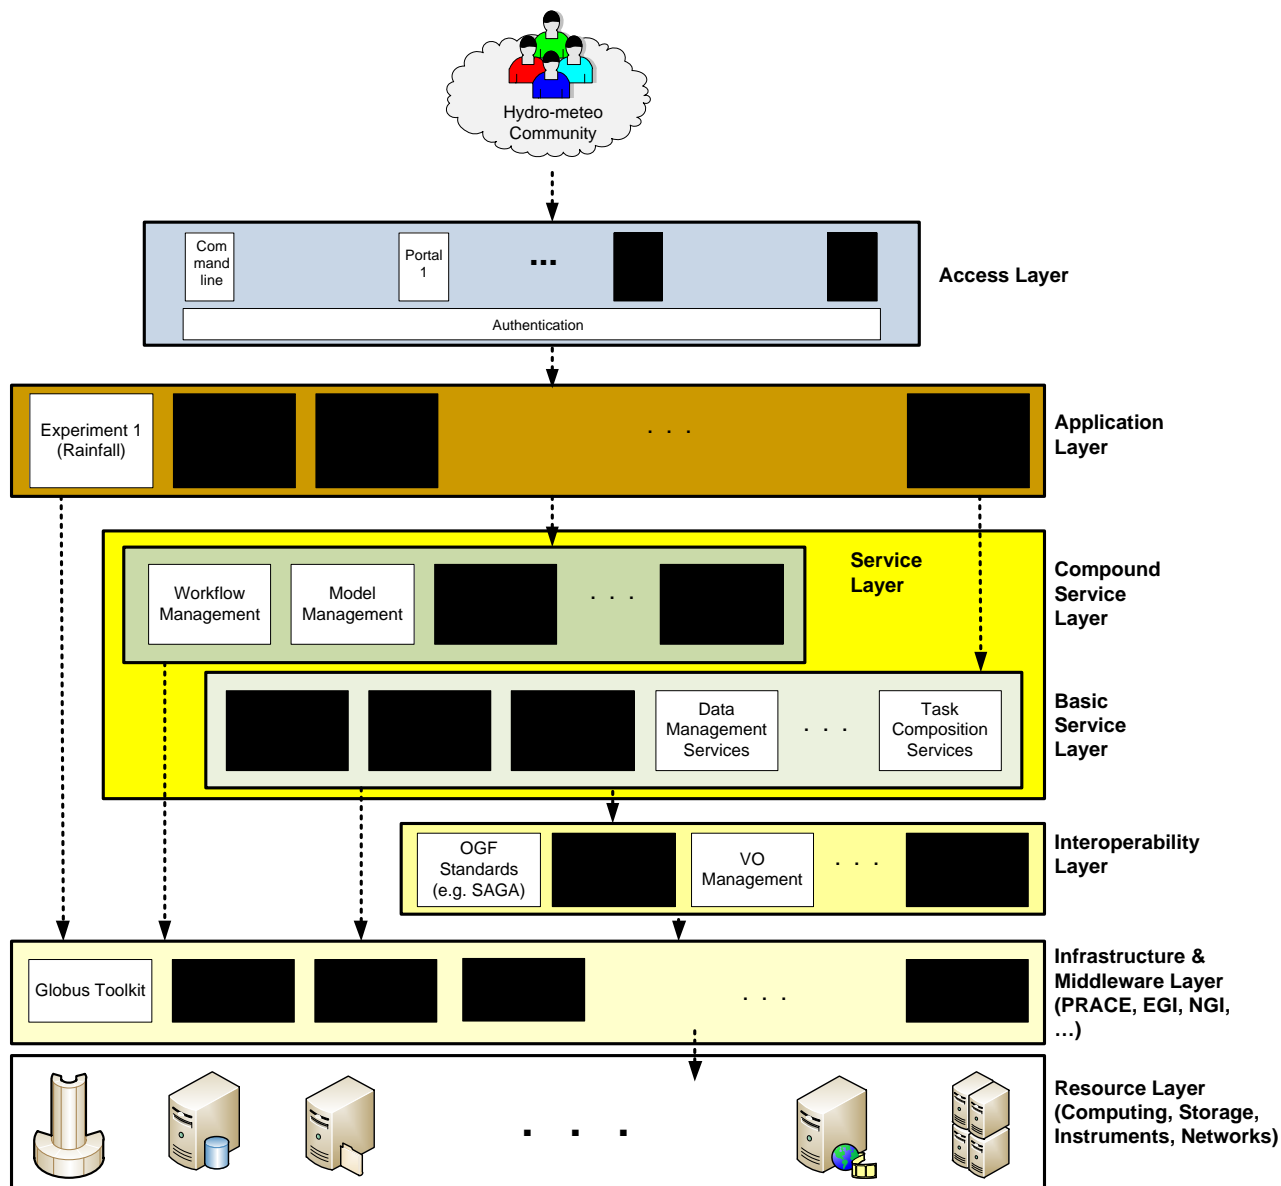 Hydro-meteo
Community
Com
mand
line
Portal
1
...
Authentication
Access Layer
Experiment 1
(Rainfall)
. . .
Application
Layer
Service
Layer
Workflow
Management
Model
Management
. . .
Compound
Service
Layer
Data
Management
Services
. . .
Task
Composition
Services
Basic
Service
Layer
OGF
Standards
(e.g. SAGA)
VO
Management
. . .
Interoperability
Layer
Globus Toolkit
. . .
Infrastructure &
Middleware Layer
(PRACE, EGI, NGI,
…)
. . .
Resource Layer
(Computing, Storage,
Instruments, Networks)